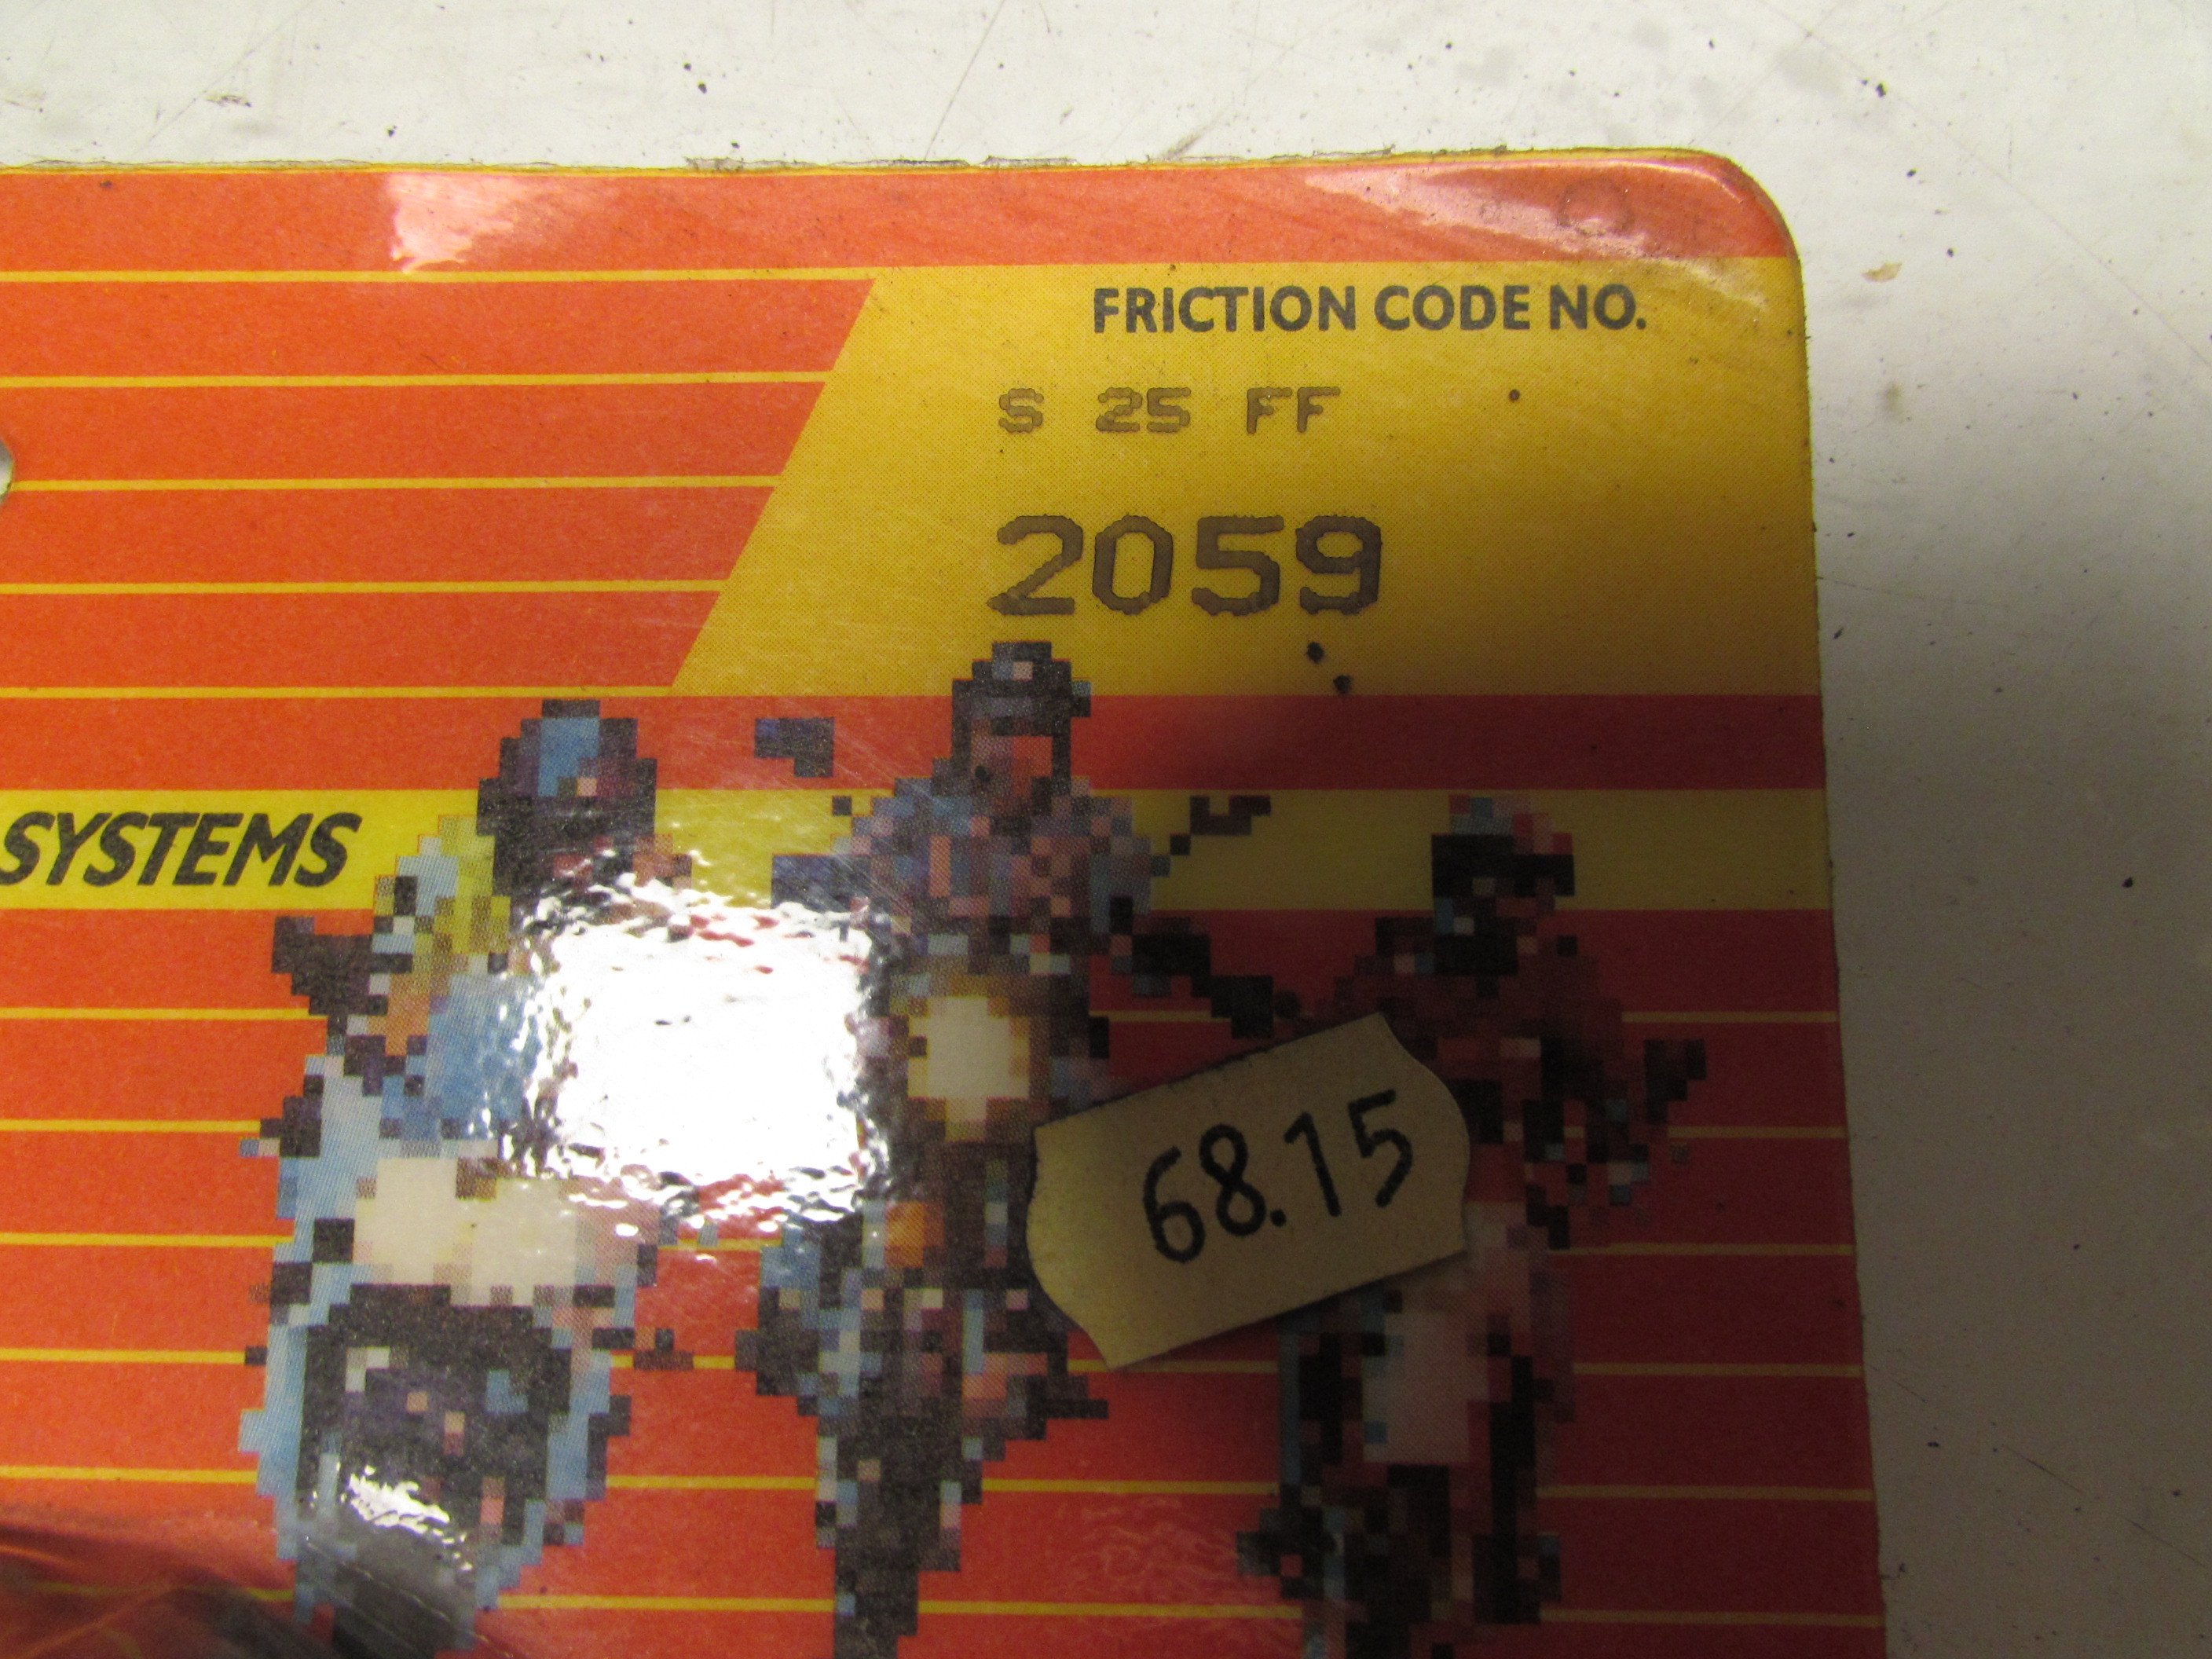 FRICTION CODE NO.
S 25 FF
2059
SYSTEMS
68.15